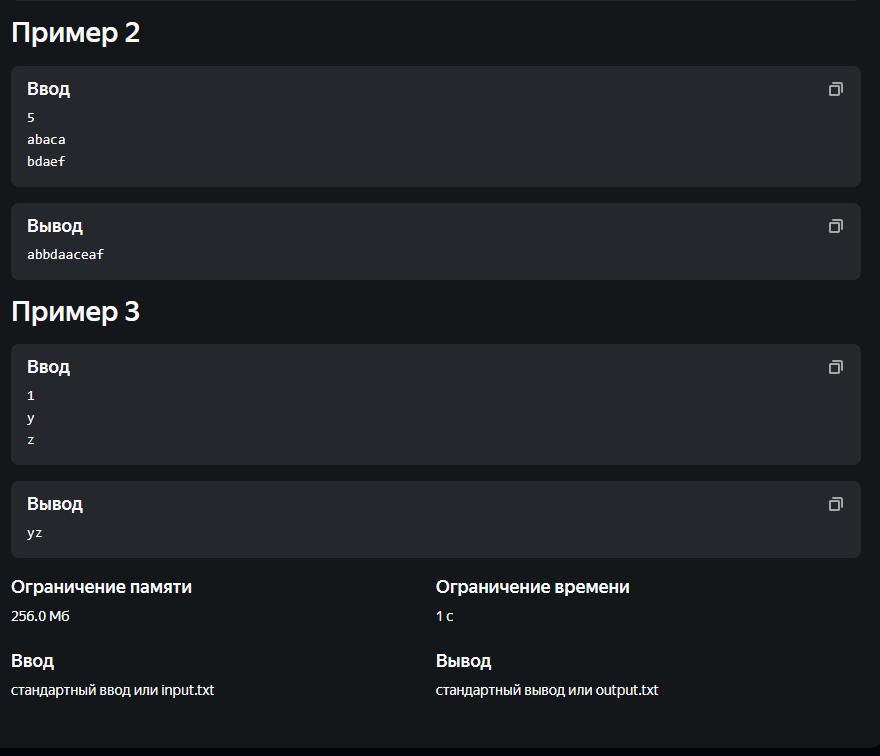 Пример 2
Ввод
5
abaca
bdaef
Вывод
abbdaaceaf
Пример 3
Ввод
1
y
z
Вывод
yz
Ограничение памяти
256.0 Мб
Ограничение времени
1 с
Ввод
стандартный ввод или input.txt
Вывод
стандартный вывод или output.txt